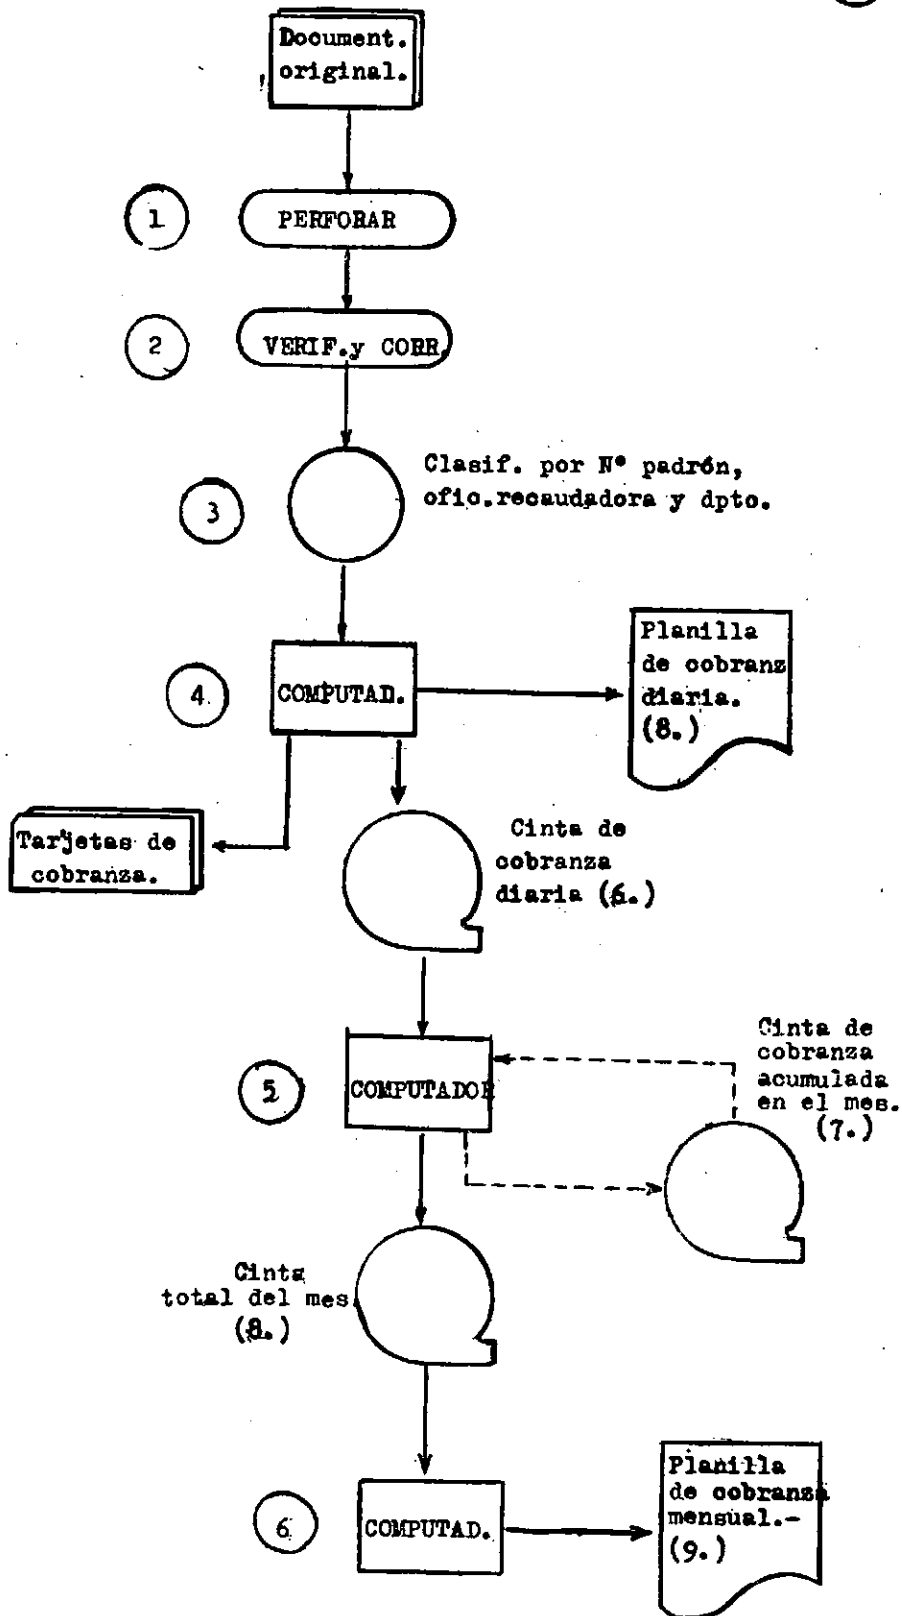 Document.
original.
1
PERFORAR
2
VERIF.y CORR.
3
Clasif. por Nº padrón,
ofic.recaudadora y dpto.
4
COMPUTAD.
Planilla
de cobranz
diaria.
(8.)
Tarjetas de
cobranza.
Cinta de
cobranza
diaria (6.)
5
COMPUTADOR
Cinta de
cobranza
acumulada
en el mes.
(7.)
Cinta
total del mes
(8.)
6
COMPUTAD.
Planilla
de cobranza
mensual.-
(9.)